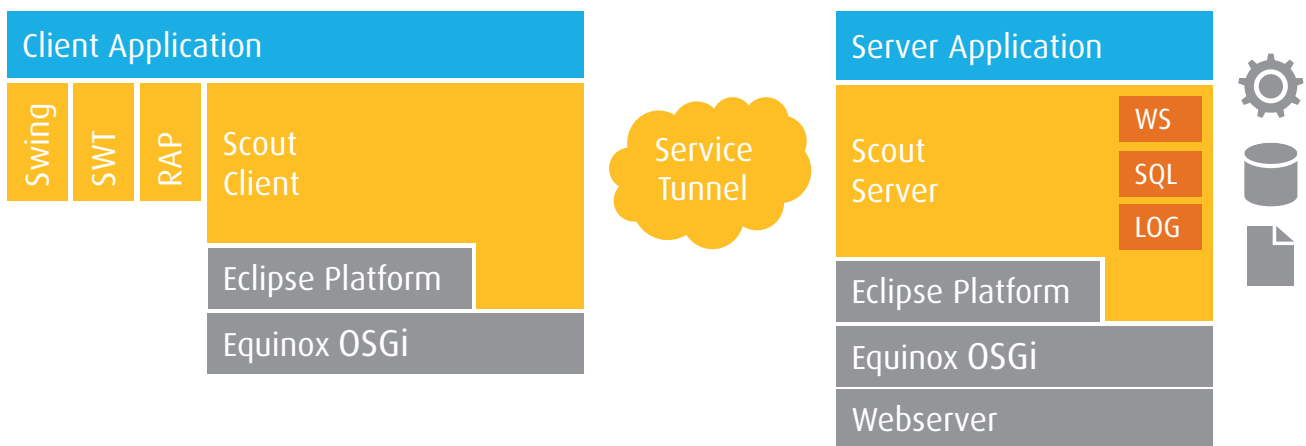 Client Application
Swing
SWT
RAP
Scout
Client
Eclipse Platform
Equinox OSGi
Service
Tunnel
Server Application
Scout
Server
WS
SQL
LOG
Eclipse Platform
Equinox OSGi
Webserver